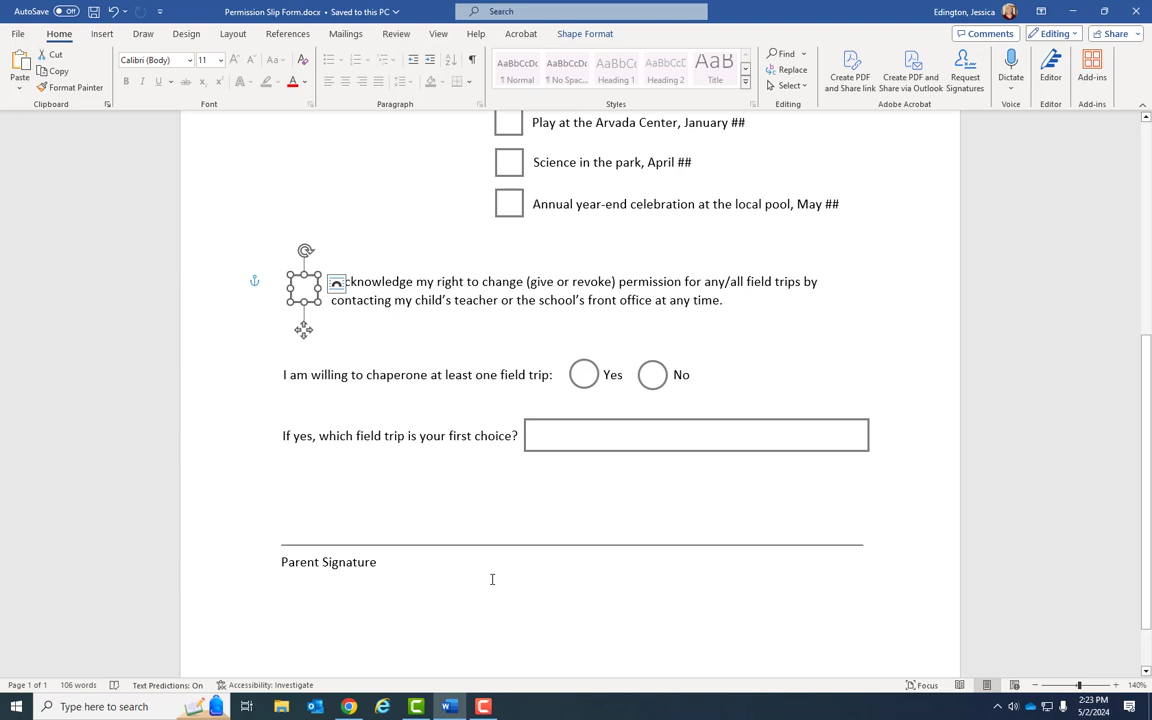 AutoSave Off
Permission Slip Form.docx • Saved to this PC
Search
Edington, Jessica
File Home Insert Draw Design Layout References Mailings Review View Help Acrobat Shape Format
Comments Editing Share
Paste
Cut
Copy
Format Painter
Calibri (Body) 11
B I U
AaBbCcDc AaBbCcDc AaBbCc AaBbCcD AaB
¶ Normal ¶ No Spac... Heading 1 Heading 2 Title
Find
Replace
Select
Create PDF and Share link
Create PDF and Share via Outlook
Request Signatures
Dictate
Editor
Add-ins
Clipboard Font Paragraph Styles Editing Adobe Acrobat Voice Editor Add-ins
Play at the Arvada Center, January ##
Science in the park, April ##
Annual year-end celebration at the local pool, May ##
cknowledge my right to change (give or revoke) permission for any/all field trips by
contacting my child's teacher or the school's front office at any time.
I am willing to chaperone at least one field trip: Yes No
If yes, which field trip is your first choice?
Parent Signature
Page 1 of 1 106 words Text Predictions: On Accessibility: Investigate Focus 140%
Type here to search
2:23 PM
5/2/2024